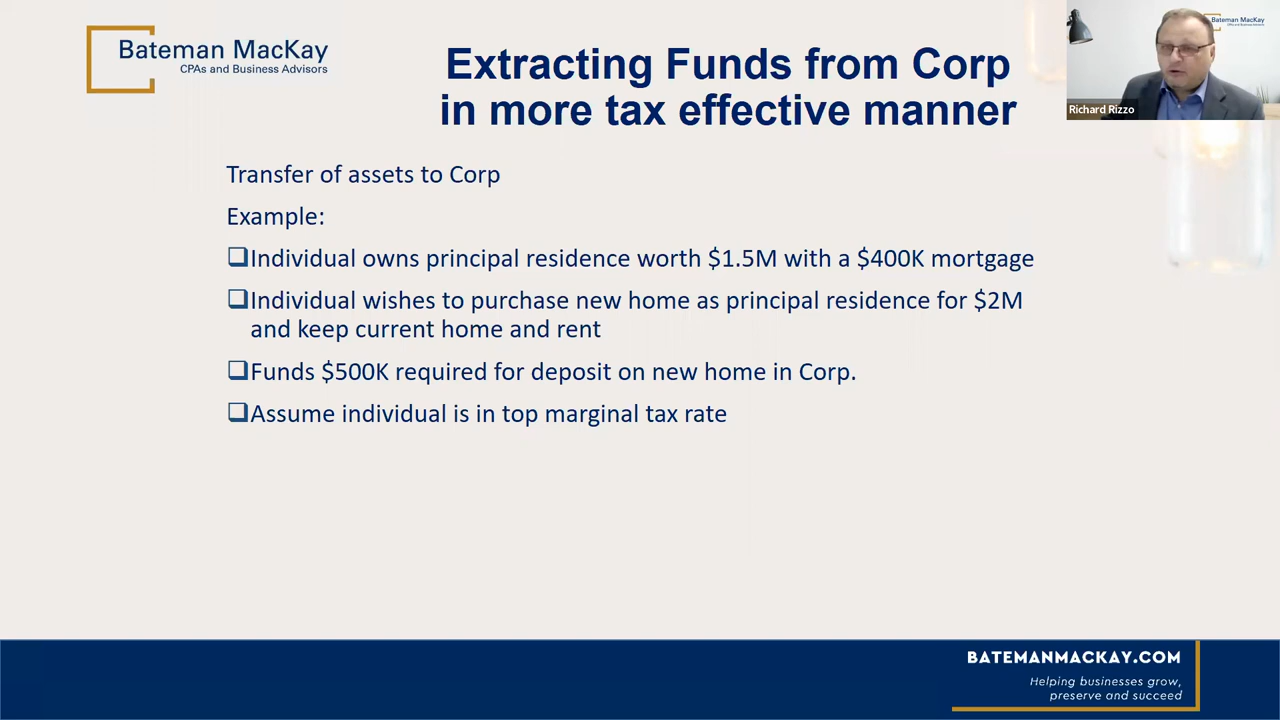 Bateman MacKay
CPAs and Business Advisors
Extracting Funds from Corp
in more tax effective manner
Bateman MacKay
Richard Rizzo
Transfer of assets to Corp
Example:
Individual owns principal residence worth $1.5M with a $400K mortgage
Individual wishes to purchase new home as principal residence for $2M
and keep current home and rent
Funds $500K required for deposit on new home in Corp.
Assume individual is in top marginal tax rate
BATEMANMACKAY.COM
Helping businesses grow,
preserve and succeed